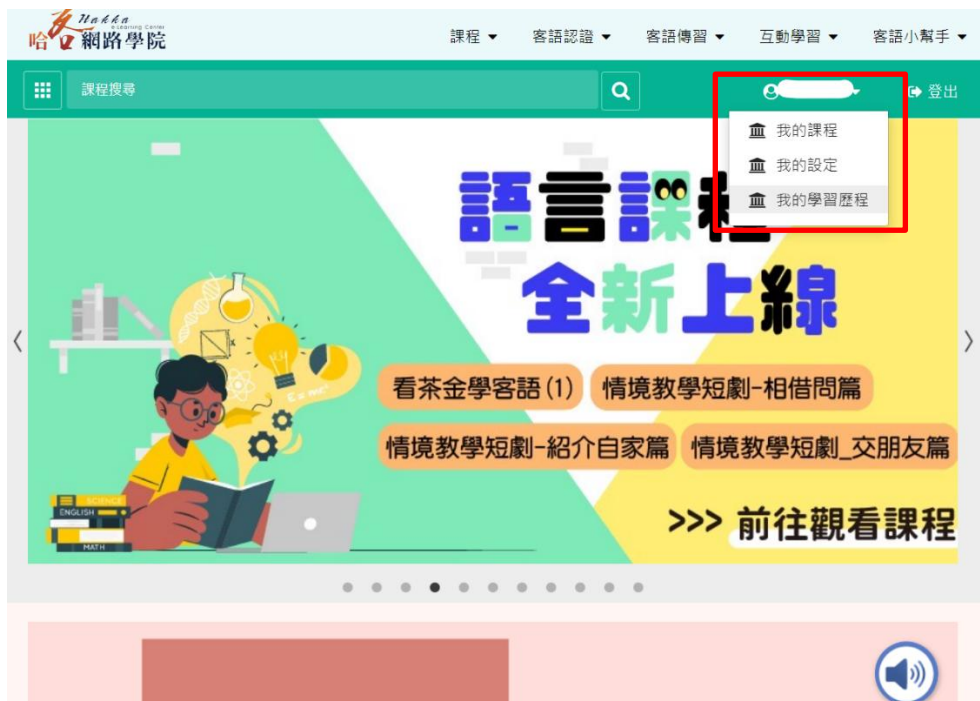 Hakka
e-Learning Center
哈客網路學院
課程 客語認證 客語傳習 互動學習 客語小幫手
課程搜尋
登出
我的課程
我的設定
我的學習歷程
語言課程
全新上線
看茶金學客語(1) 情境教學短劇-相借問篇
情境教學短劇-紹介自家篇 情境教學短劇_交朋友篇
>>> 前往觀看課程
SCIENCE
ENGLISH
MATH